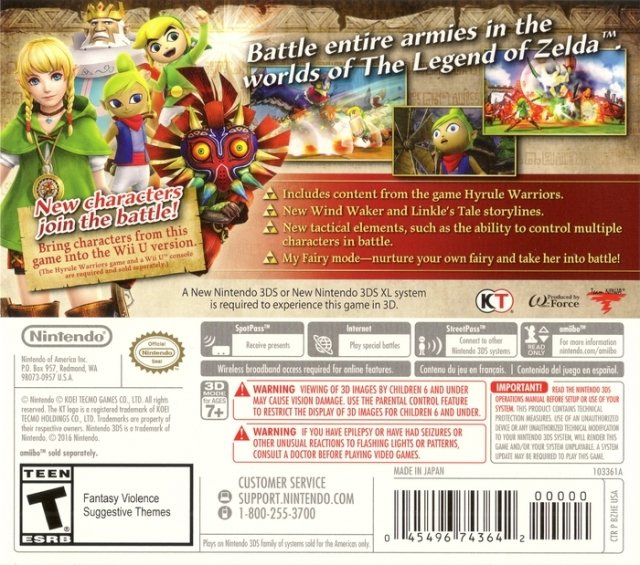 Battle entire armies in the
worlds of The Legend of Zelda™.
New characters
join the battle!
Bring characters from this
game into the Wii U version.
(The Hyrule Warriors game and a Wii U™ console
are required and sold separately.)
Includes content from the game Hyrule Warriors.
New Wind Waker and Linkle's Tale storylines.
New tactical elements, such as the ability to control multiple
characters in battle.
My Fairy mode—nurture your own fairy and take her into battle!
A New Nintendo 3DS or New Nintendo 3DS XL system
is required to experience this game in 3D.
KT
Produced by
ω-Force
Team NINJA
Nintendo®
Nintendo of America Inc.
P.O. Box 957, Redmond, WA
98073-0957 U.S.A.
Official
Nintendo
Seal
SpotPass™
Receive presents
Internet
Play special battles
StreetPass™
Connect to other
Nintendo 3DS systems
amiibo™
READ
ONLY
For more information
nintendo.com/amiibo
Wireless broadband access required for online features.
Contenu du jeu en français.
Contenido del juego en español.
© Nintendo © KOEI TECMO GAMES CO., LTD. All rights
reserved. The KT logo is a registered trademark of KOEI
TECMO HOLDINGS CO., LTD. Trademarks are property of
their respective owners. Nintendo 3DS is a trademark of
Nintendo. © 2016 Nintendo.
amiibo™ sold separately.
3D
MODE
for AGES
7+
WARNING VIEWING OF 3D IMAGES BY CHILDREN 6 AND UNDER
MAY CAUSE VISION DAMAGE. USE THE PARENTAL CONTROL FEATURE
TO RESTRICT THE DISPLAY OF 3D IMAGES FOR CHILDREN 6 AND UNDER.
WARNING IF YOU HAVE EPILEPSY OR HAVE HAD SEIZURES OR
OTHER UNUSUAL REACTIONS TO FLASHING LIGHTS OR PATTERNS,
CONSULT A DOCTOR BEFORE PLAYING VIDEO GAMES.
IMPORTANT! READ THE NINTENDO 3DS
OPERATIONS MANUAL BEFORE SETUP OR USE OF YOUR
SYSTEM. THIS PRODUCT CONTAINS TECHNICAL
PROTECTION MEASURES. USE OF AN UNAUTHORIZED
DEVICE OR ANY UNAUTHORIZED TECHNICAL MODIFICATION
TO YOUR NINTENDO 3DS SYSTEM, WILL RENDER THIS
GAME AND/OR YOUR SYSTEM UNPLAYABLE. A SYSTEM
UPDATE MAY BE REQUIRED TO PLAY THIS GAME.
MADE IN JAPAN
103361A
TEEN
T
ESRB
Fantasy Violence
Suggestive Themes
CUSTOMER SERVICE
SUPPORT.NINTENDO.COM
1-800-255-3700
Plays on Nintendo 3DS family of systems sold for the Americas only.
0 45496 74364 2
00000
CTR P BZHE USA